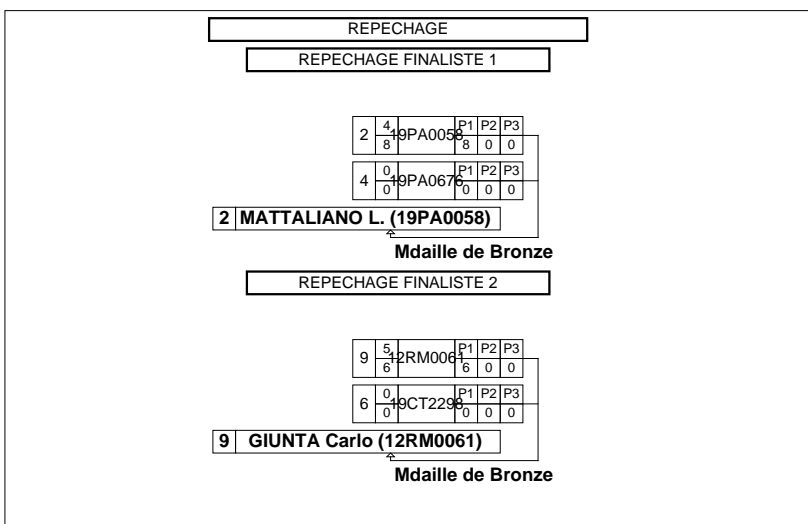 REPECHAGE
REPECHAGE FINALISTE 1
2 4 8 19PA0058 P1 P2 P3 8 0 0
4 0 0 19PA0676 P1 P2 P3 0 0 0
2 MATTALIANO L. (19PA0058)
Mdaille de Bronze
REPECHAGE FINALISTE 2
9 5 6 12RM0061 P1 P2 P3 6 0 0
6 0 0 19CT2298 P1 P2 P3 0 0 0
9 GIUNTA Carlo (12RM0061)
Mdaille de Bronze